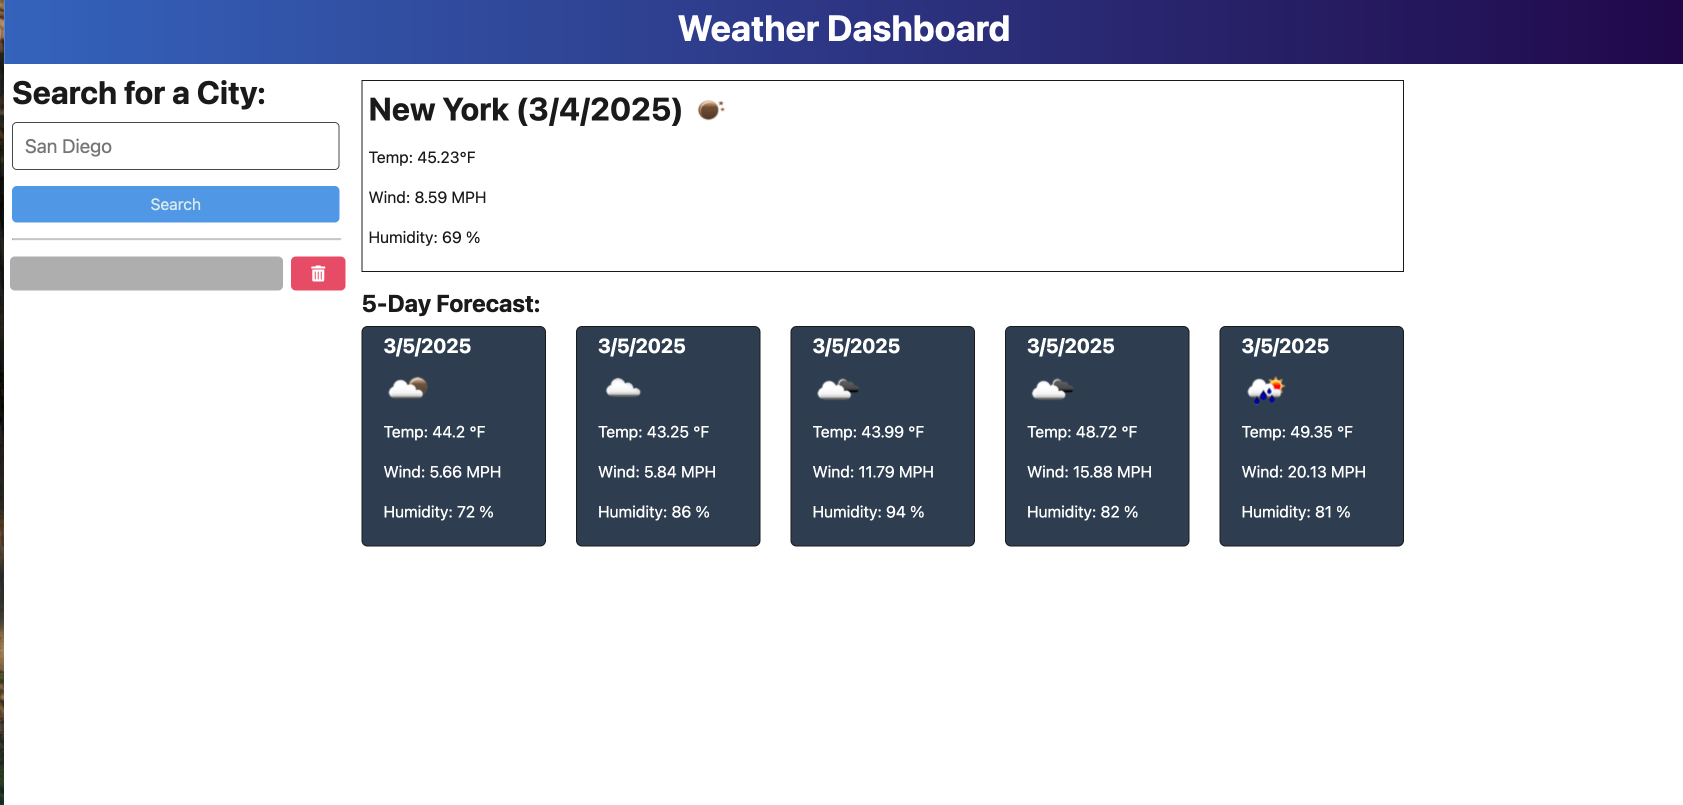 Weather Dashboard
Search for a City:
San Diego
Search
New York (3/4/2025)
Temp: 45.23°F
Wind: 8.59 MPH
Humidity: 69 %
5-Day Forecast:
3/5/2025
Temp: 44.2 °F
Wind: 5.66 MPH
Humidity: 72 %
3/5/2025
Temp: 43.25 °F
Wind: 5.84 MPH
Humidity: 86 %
3/5/2025
Temp: 43.99 °F
Wind: 11.79 MPH
Humidity: 94 %
3/5/2025
Temp: 48.72 °F
Wind: 15.88 MPH
Humidity: 82 %
3/5/2025
Temp: 49.35 °F
Wind: 20.13 MPH
Humidity: 81 %